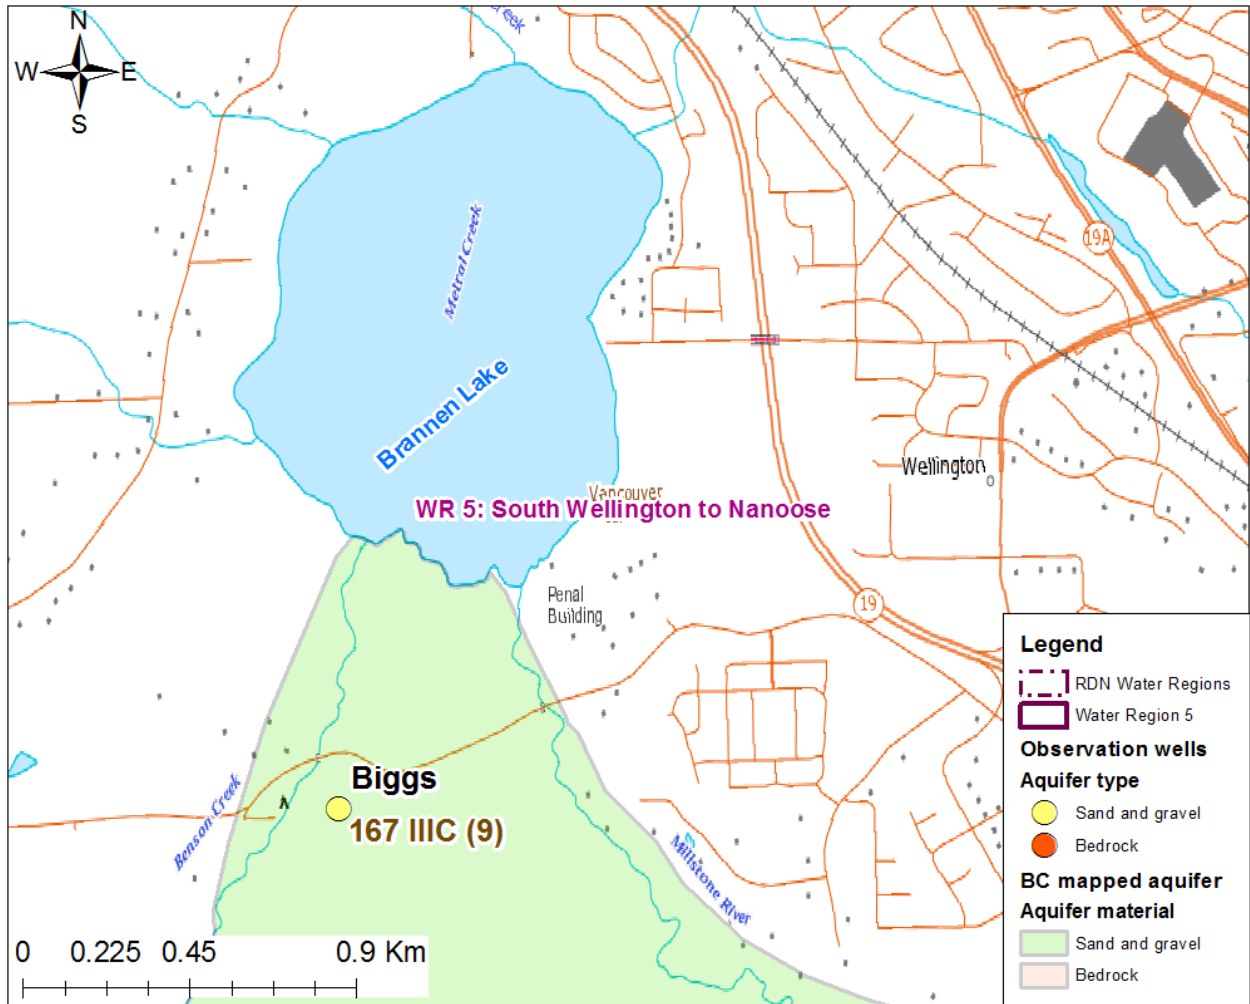 N
W E
S
Creek
19A
Metral Creek
Brannen Lake
Wellington
Vancouver
WR 5: South Wellington to Nanoose
Penal
Building
19
Biggs
167 IIIC (9)
Benson Creek
Millstone River
0 0.225 0.45 0.9 Km
Legend
RDN Water Regions
Water Region 5
Observation wells
Aquifer type
Sand and gravel
Bedrock
BC mapped aquifer
Aquifer material
Sand and gravel
Bedrock